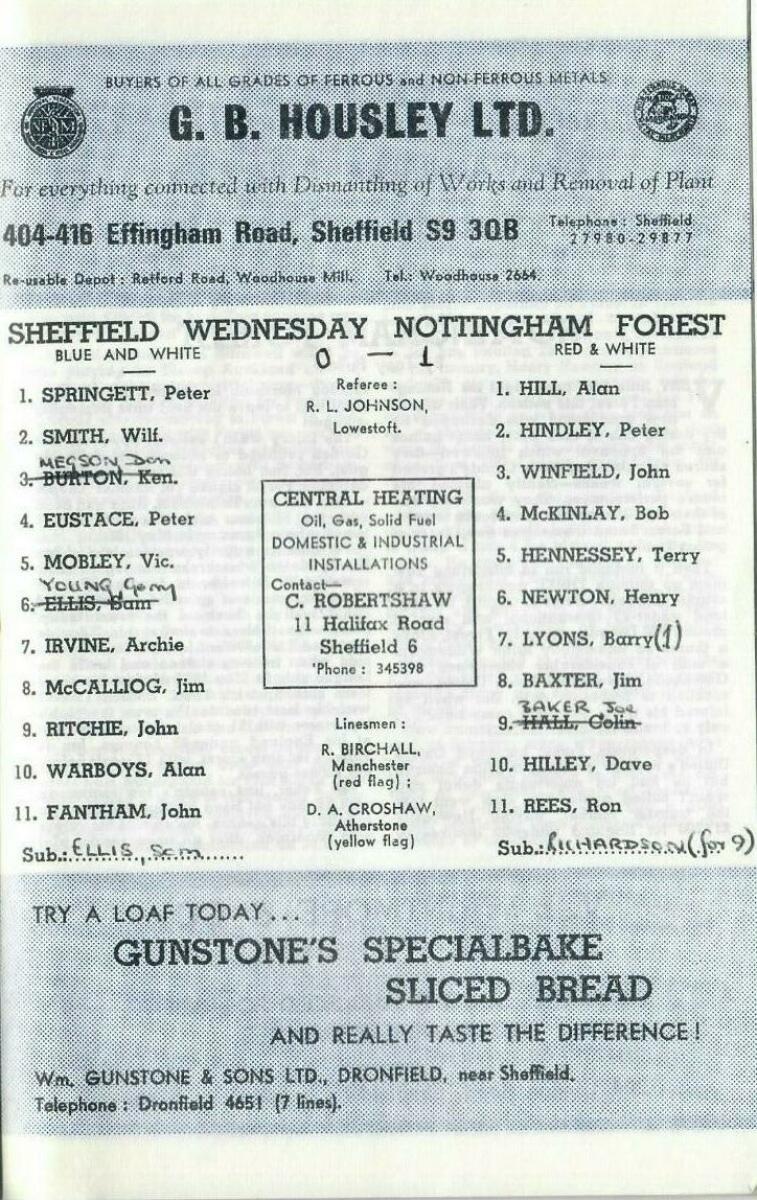 BUYERS OF ALL GRADES OF FERROUS and NON-FERROUS METALS
G. B. HOUSLEY LTD.
For everything connected with Dismantling of Works and Removal of Plant
404-416 Effingham Road, Sheffield S9 3QB
Telephone : Sheffield
27980-29877
Re-usable Depot : Retford Road, Woodhouse Mill. Tel.: Woodhouse 2664.
SHEFFIELD WEDNESDAY NOTTINGHAM FOREST
BLUE AND WHITE 0 — 1 RED & WHITE
1. SPRINGETT, Peter
2. SMITH, Wilf.
MEGSON Don
3. BURTON, Ken.
4. EUSTACE, Peter
5. MOBLEY, Vic.
YOUNG Gerry
6. ELLIS, Sam
7. IRVINE, Archie
8. McCALLIOG, Jim
9. RITCHIE, John
10. WARBOYS, Alan
11. FANTHAM, John
Sub.: ELLIS, Sam
Referee :
R. L. JOHNSON,
Lowestoft.
CENTRAL HEATING
Oil, Gas, Solid Fuel
DOMESTIC & INDUSTRIAL
INSTALLATIONS
Contact—
C. ROBERTSHAW
11 Halifax Road
Sheffield 6
'Phone : 345398
Linesmen :
R. BIRCHALL,
Manchester
(red flag) ;
D. A. CROSHAW,
Atherstone
(yellow flag)
1. HILL, Alan
2. HINDLEY, Peter
3. WINFIELD, John
4. McKINLAY, Bob
5. HENNESSEY, Terry
6. NEWTON, Henry
7. LYONS, Barry (1)
8. BAXTER, Jim
BAKER Joe
9. HALL, Colin
10. HILLEY, Dave
11. REES, Ron
Sub.: RICHARDSON (for 9)
TRY A LOAF TODAY...
GUNSTONE'S SPECIALBAKE
SLICED BREAD
AND REALLY TASTE THE DIFFERENCE !
Wm. GUNSTONE & SONS LTD., DRONFIELD, near Sheffield.
Telephone : Dronfield 4651 (7 lines).